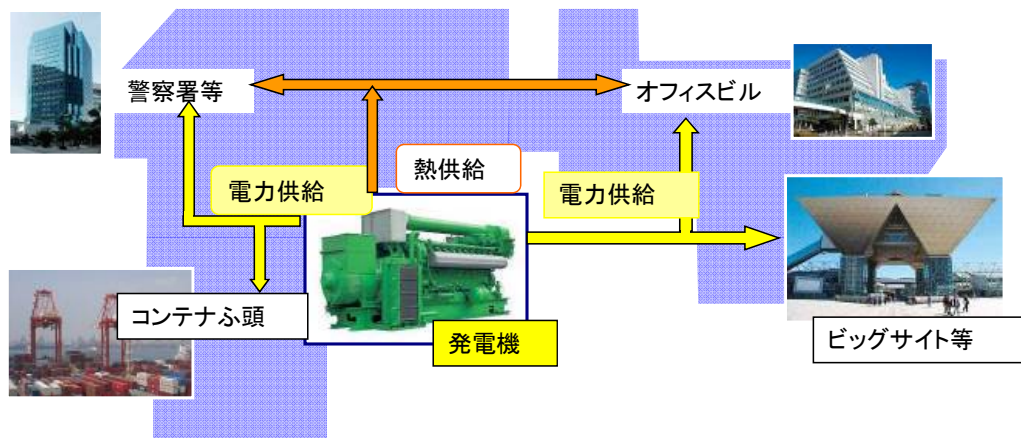 警察署等
オフィスビル
熱供給
電力供給
電力供給
コンテナふ頭
発電機
ビッグサイト等